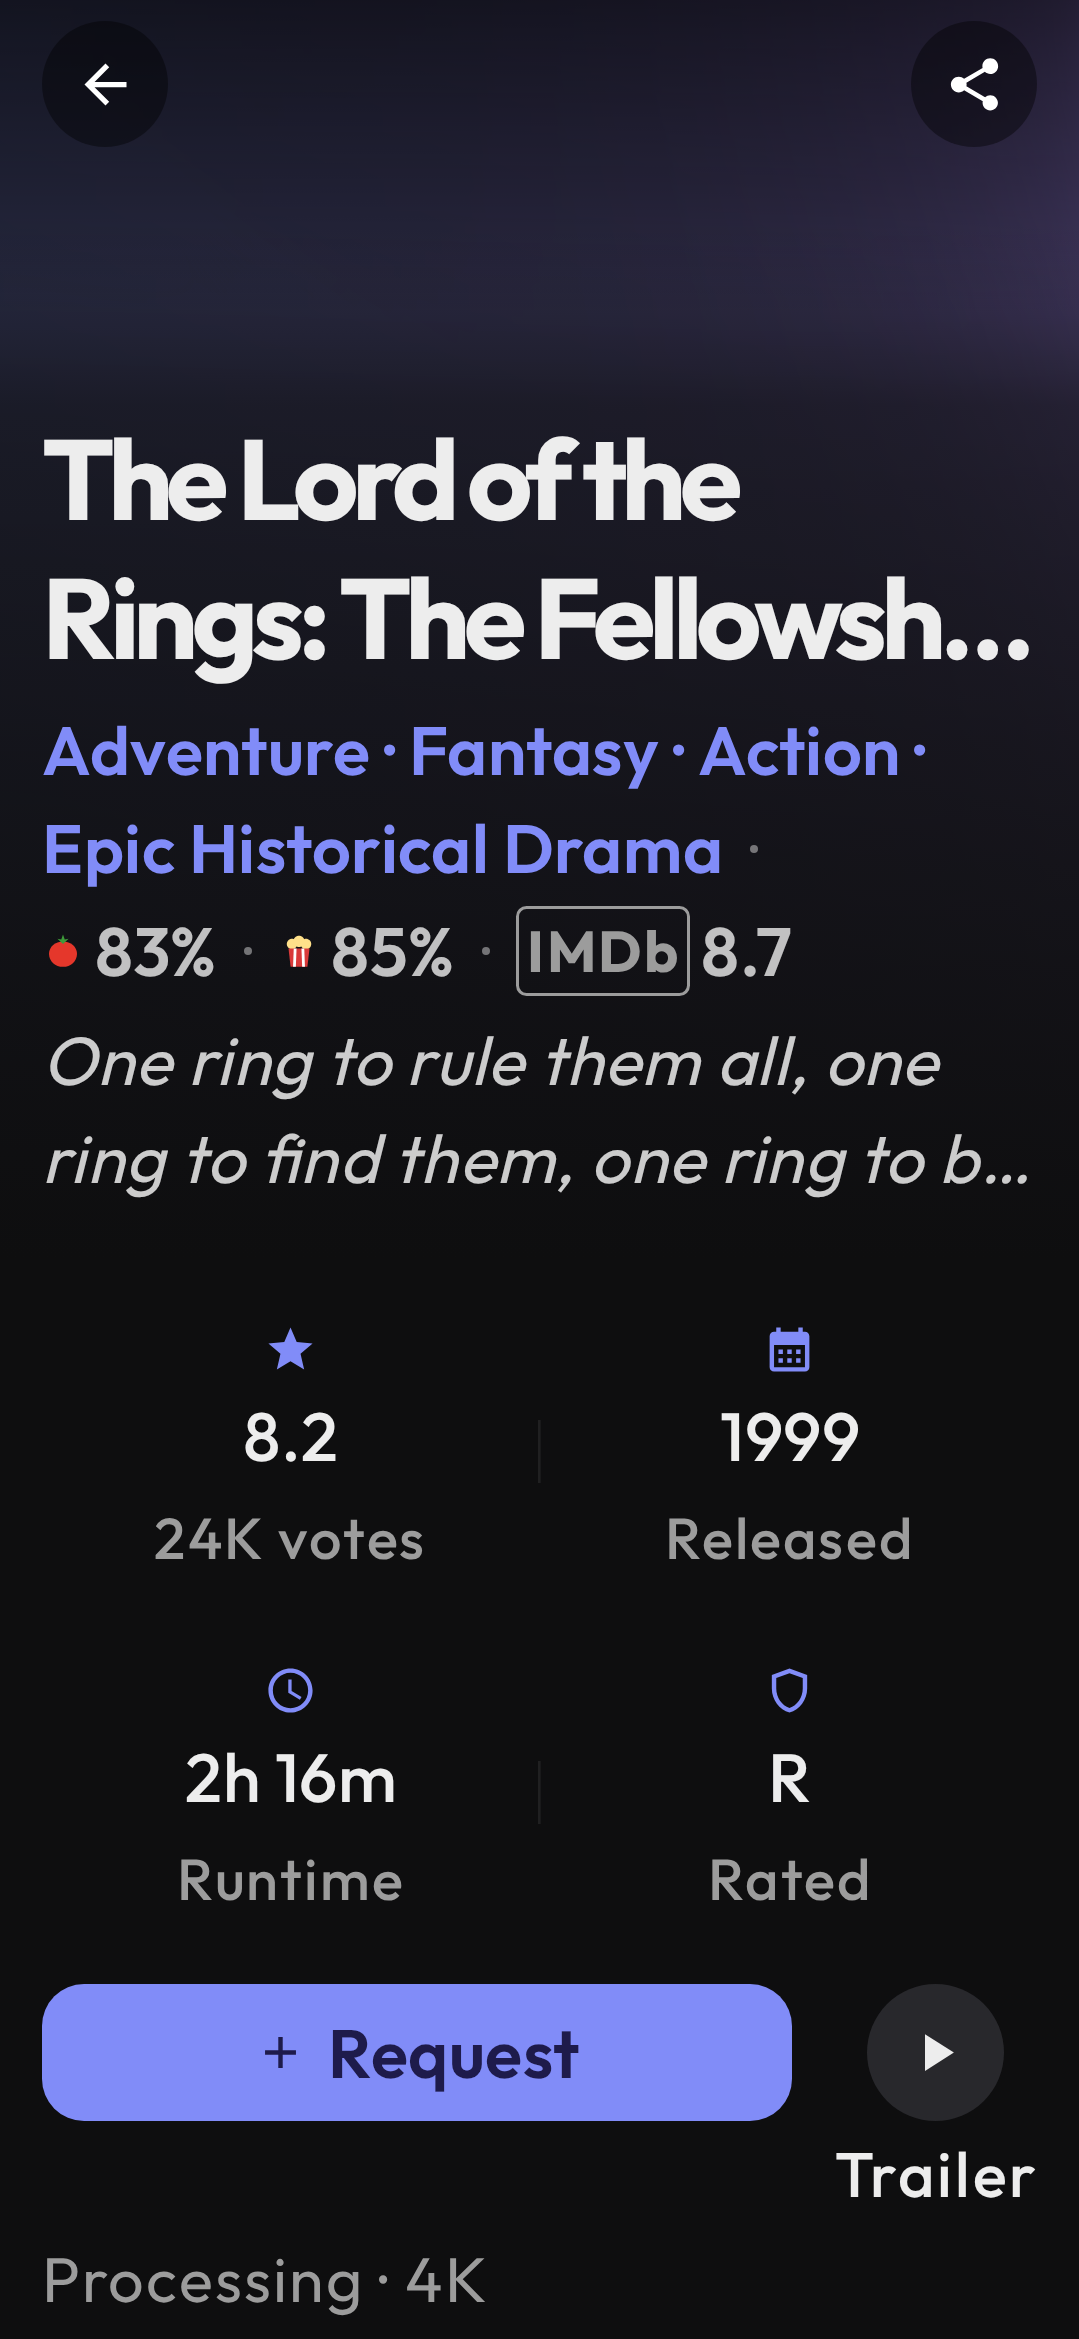 The Lord of the
Rings: The Fellowsh...
Adventure · Fantasy · Action ·
Epic Historical Drama ·
83% · 85% · IMDb 8.7
One ring to rule them all, one
ring to find them, one ring to b...
8.2
24K votes
1999
Released
2h 16m
Runtime
R
Rated
+ Request
Trailer
Processing · 4K